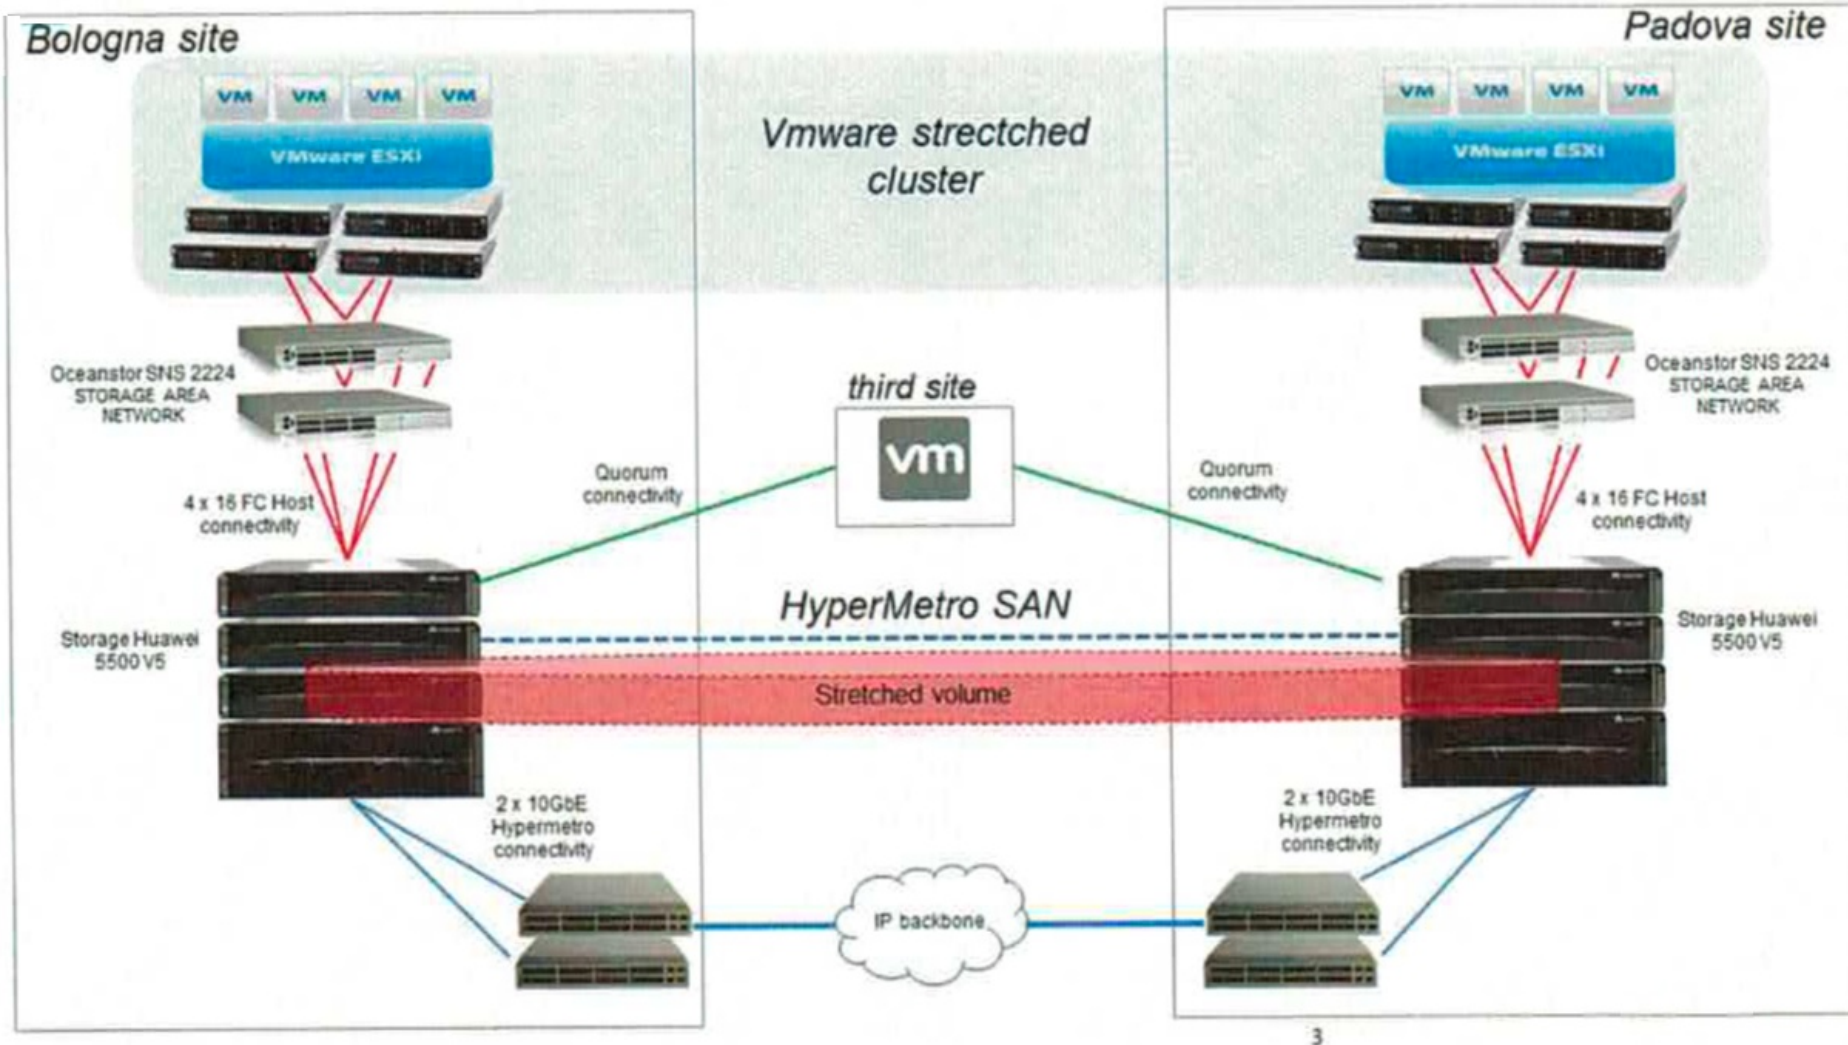 Bologna site
Padova site
VM VM VM VM
VMware ESXi
Vmware strectched
cluster
VM VM VM VM
VMware ESXi
Oceanstor SNS 2224
STORAGE AREA
NETWORK
third site
vm
Oceanstor SNS 2224
STORAGE AREA
NETWORK
Quorum
connectivity
Quorum
connectivity
4 x 16 FC Host
connectivity
4 x 16 FC Host
connectivity
HyperMetro SAN
Storage Huawei
5500 V5
Storage Huawei
5500 V5
Stretched volume
2 x 10GbE
Hypermetro
connectivity
2 x 10GbE
Hypermetro
connectivity
IP backbone
3